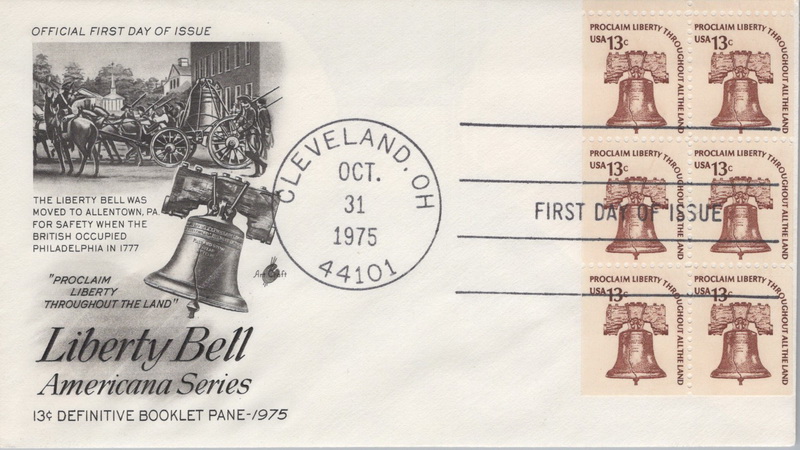 OFFICIAL FIRST DAY OF ISSUE
THE LIBERTY BELL WAS
MOVED TO ALLENTOWN, PA
FOR SAFETY WHEN THE
BRITISH OCCUPIED
PHILADELPHIA IN 1777
"PROCLAIM
LIBERTY
THROUGHOUT THE LAND"
Art Craft
Liberty Bell
Americana Series
13¢ DEFINITIVE BOOKLET PANE-1975
CLEVELAND, OH
OCT.
31
1975
44101
FIRST DAY OF ISSUE
PROCLAIM LIBERTY THROUGHOUT ALL THE LAND
USA 13c
PROCLAIM LIBERTY THROUGHOUT ALL THE LAND
USA 13c
PROCLAIM LIBERTY THROUGHOUT ALL THE LAND
USA 13c
PROCLAIM LIBERTY THROUGHOUT ALL THE LAND
USA 13c
PROCLAIM LIBERTY THROUGHOUT ALL THE LAND
USA 13c
PROCLAIM LIBERTY THROUGHOUT ALL THE LAND
USA 13c